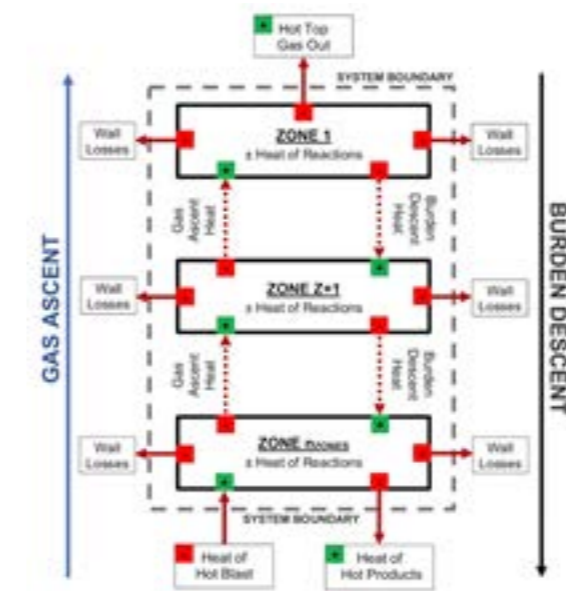 Hot Top
Gas Out
SYSTEM BOUNDARY
Wall
Losses
ZONE 1
± Heat of Reactions
Wall
Losses
Gas
Ascent
Heat
Burden
Descent
Heat
Wall
Losses
ZONE Z+1
± Heat of Reactions
Wall
Losses
Gas
Ascent
Heat
Burden
Descent
Heat
Wall
Losses
ZONE nZONES
± Heat of Reactions
Wall
Losses
SYSTEM BOUNDARY
Heat of
Hot Blast
Heat of
Hot Products
GAS ASCENT
BURDEN DESCENT